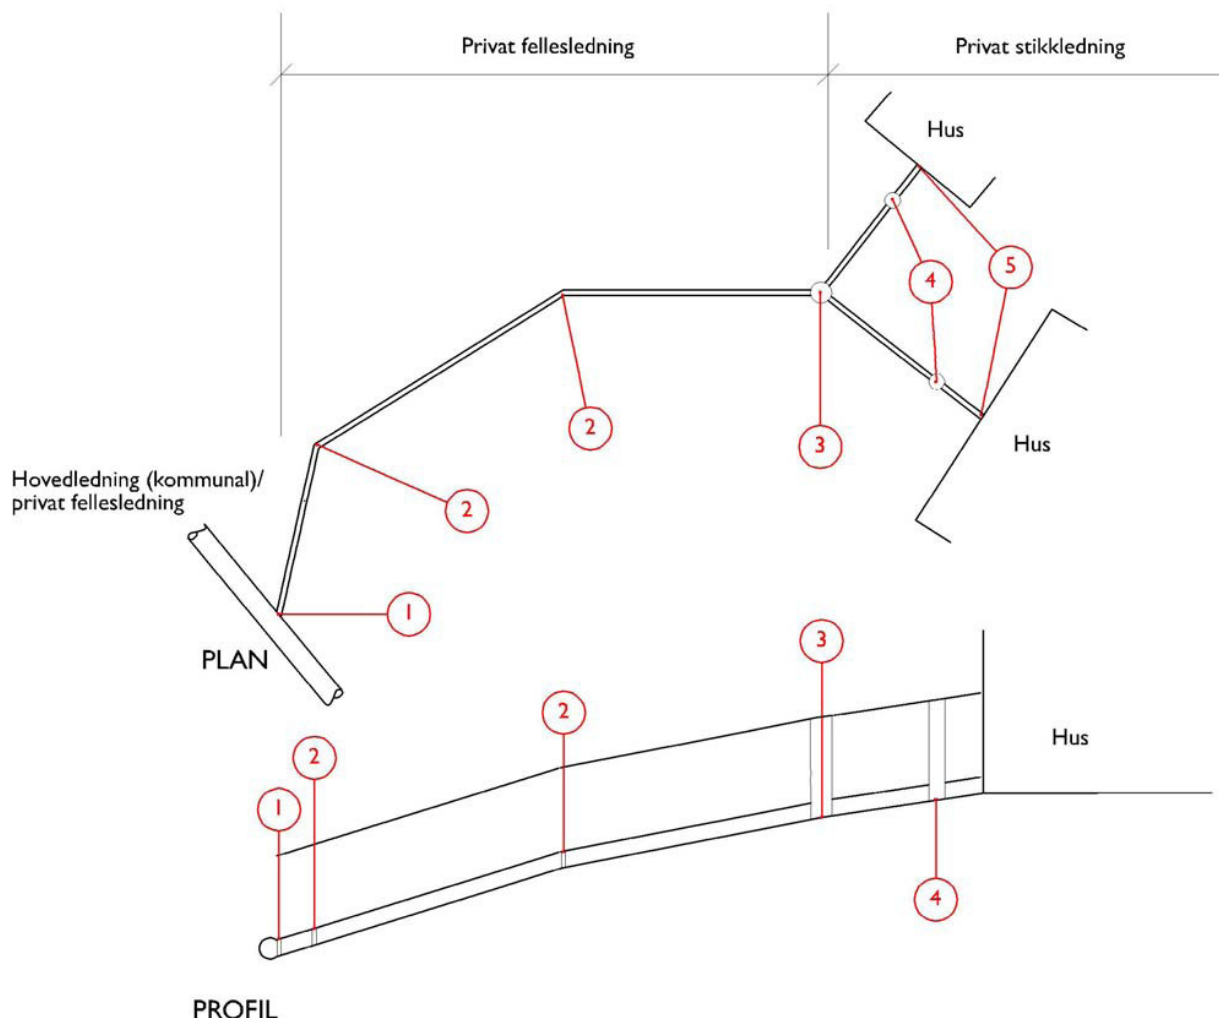 Privat fellesledning
Privat stikkledning
Hus
4
5
2
3
Hus
Hovedledning (kommunal)/
privat fellesledning
2
1
PLAN
3
2
2
Hus
1
4
PROFIL